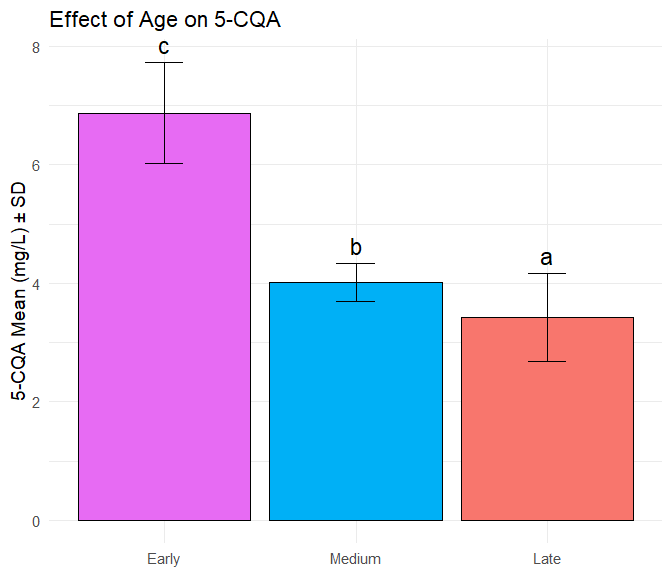 Effect of Age on 5-CQA
5-CQA Mean (mg/L) ± SD
8
6
4
2
0
c
b
a
Early
Medium
Late